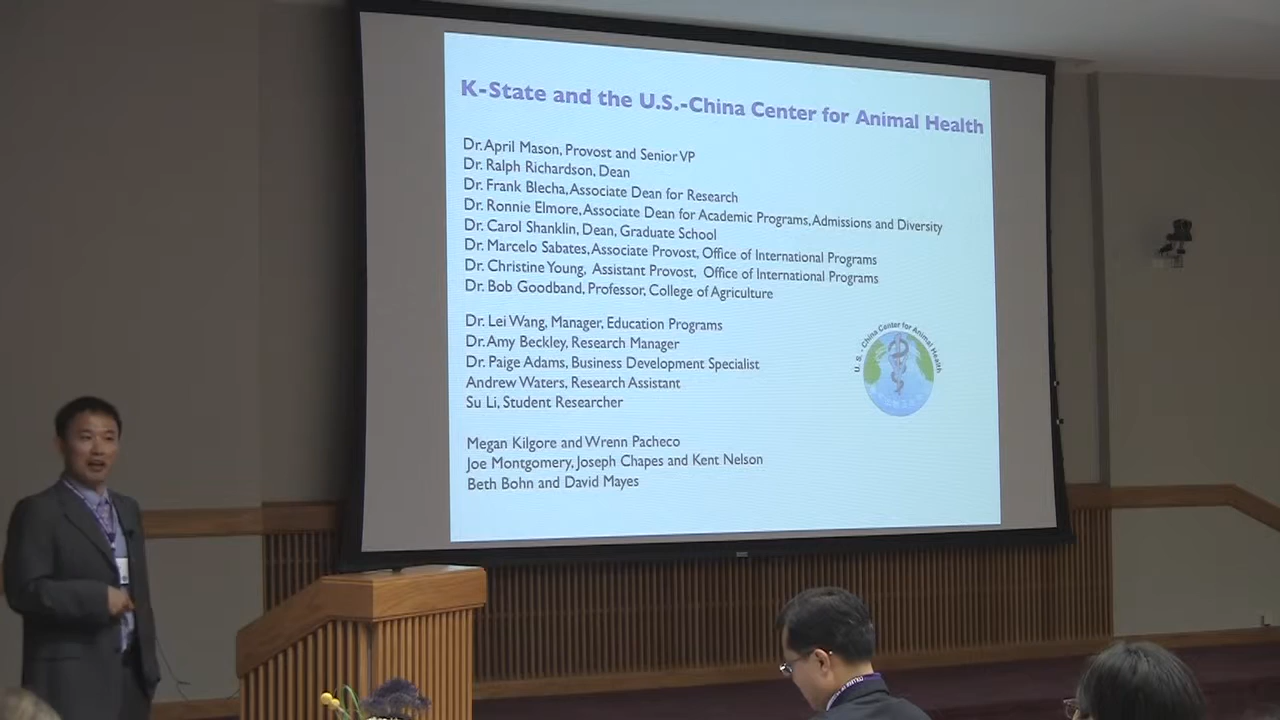 K-State and the U.S.-China Center for Animal Health
Dr. April Mason, Provost and Senior VP
Dr. Ralph Richardson, Dean
Dr. Frank Blecha, Associate Dean for Research
Dr. Ronnie Elmore, Associate Dean for Academic Programs, Admissions and Diversity
Dr. Carol Shanklin, Dean, Graduate School
Dr. Marcelo Sabates, Associate Provost, Office of International Programs
Dr. Christine Young, Assistant Provost, Office of International Programs
Dr. Bob Goodband, Professor, College of Agriculture
Dr. Lei Wang, Manager, Education Programs
Dr. Amy Beckley, Research Manager
Dr. Paige Adams, Business Development Specialist
Andrew Waters, Research Assistant
Su Li, Student Researcher
U. S. - China Center for Animal Health
Megan Kilgore and Wrenn Pacheco
Joe Montgomery, Joseph Chapes and Kent Nelson
Beth Bohn and David Mayes